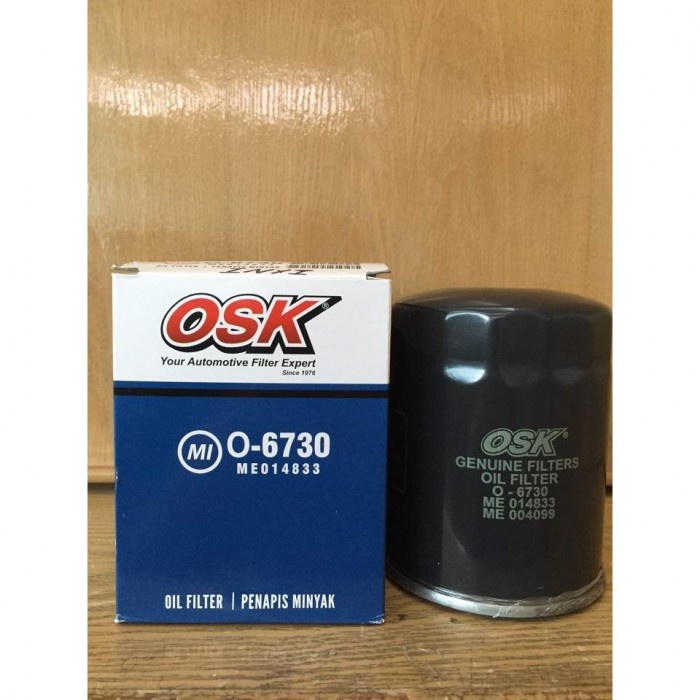 OSK®
Your Automotive Filter Expert
Since 1976
MI O-6730
ME014833
OIL FILTER | PENAPIS MINYAK
OSK®
GENUINE FILTERS
OIL FILTER
O - 6730
ME 014833
ME 004099